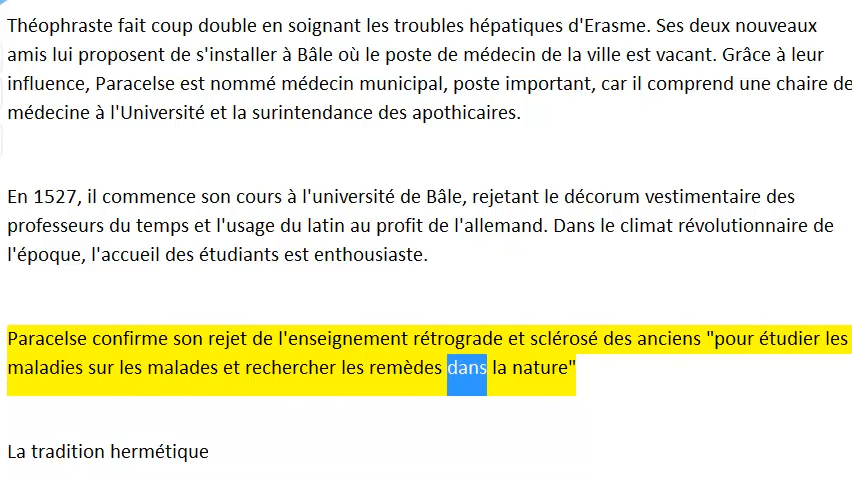 Théophraste fait coup double en soignant les troubles hépatiques d'Erasme. Ses deux nouveaux
amis lui proposent de s'installer à Bâle où le poste de médecin de la ville est vacant. Grâce à leur
influence, Paracelse est nommé médecin municipal, poste important, car il comprend une chaire de
médecine à l'Université et la surintendance des apothicaires.
En 1527, il commence son cours à l'université de Bâle, rejetant le décorum vestimentaire des
professeurs du temps et l'usage du latin au profit de l'allemand. Dans le climat révolutionnaire de
l'époque, l'accueil des étudiants est enthousiaste.
Paracelse confirme son rejet de l'enseignement rétrograde et sclérosé des anciens "pour étudier les
maladies sur les malades et rechercher les remèdes dans la nature"
La tradition hermétique